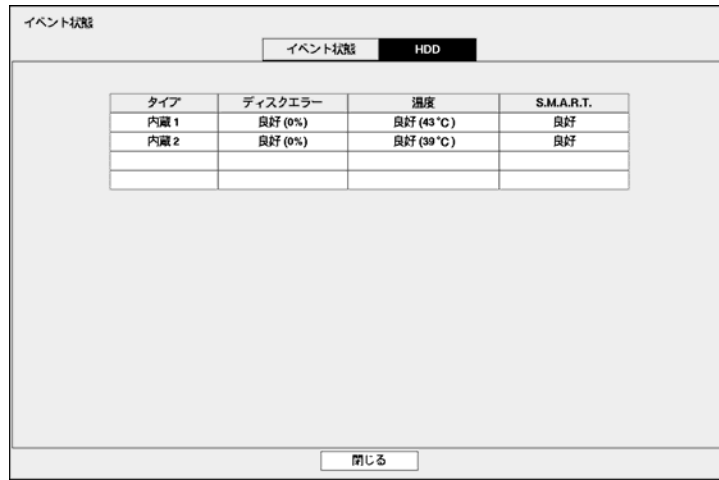 イベント状態
イベント状態 HDD
タイプ ディスクエラー 温度 S.M.A.R.T.
内蔵 1 良好 (0%) 良好 (43°C) 良好
内蔵 2 良好 (0%) 良好 (39°C) 良好
閉じる